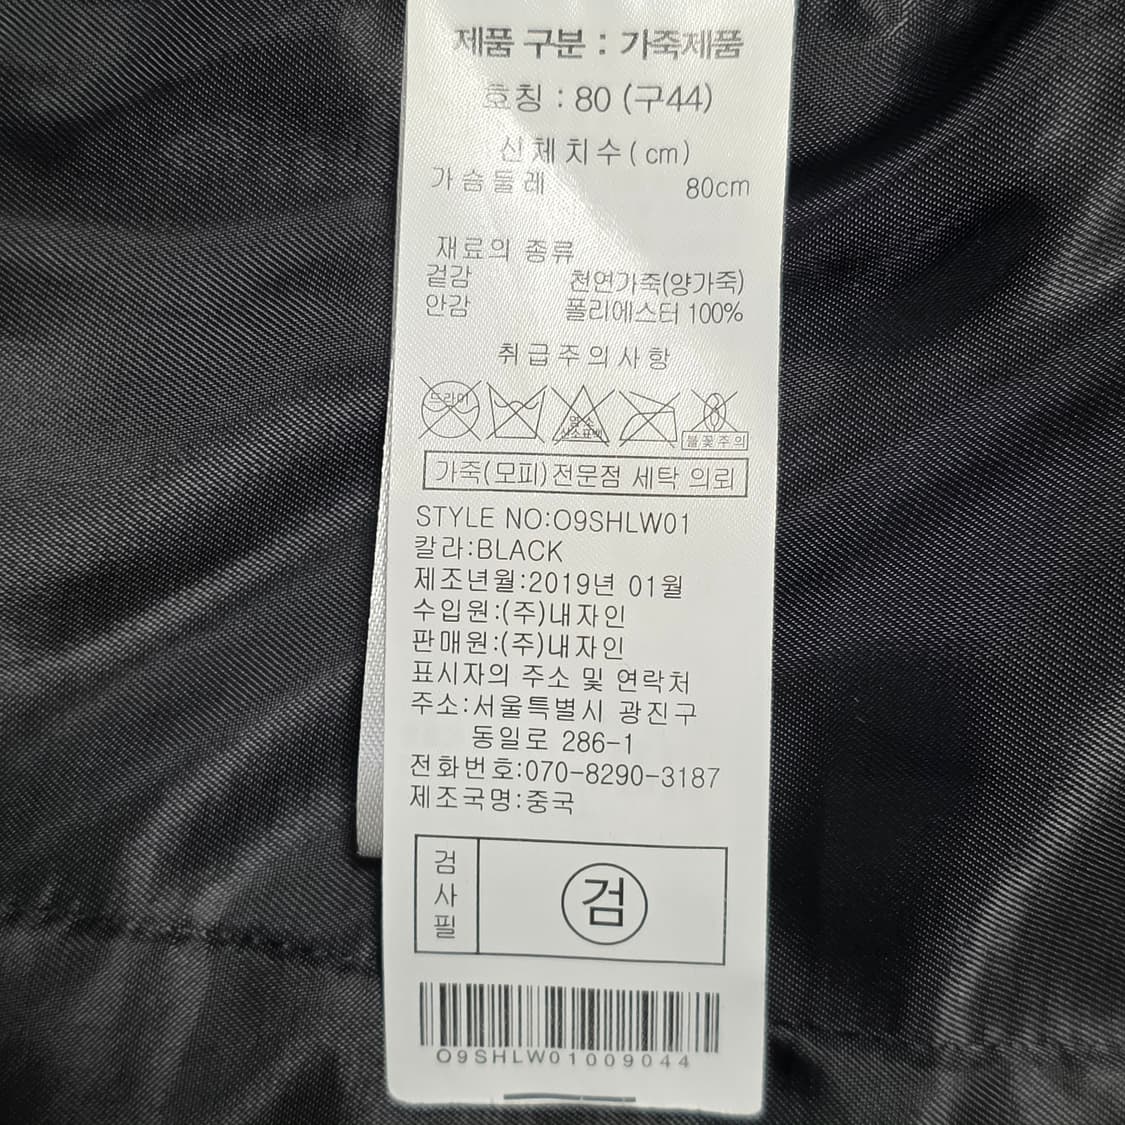 제품 구분 : 가죽제품
호칭 : 80 (구44)
신체치수(cm)
가슴둘레 80cm
재료의 종류
겉감 천연가죽(양가죽)
안감 폴리에스터 100%
취급주의사항
드라이
염소
산소표백
불꽃주의
가죽(모피)전문점 세탁 의뢰
STYLE NO:O9SHLW01
칼라:BLACK
제조년월:2019년 01월
수입원:(주)내자인
판매원:(주)내자인
표시자의 주소 및 연락처
주소:서울특별시 광진구
동일로 286-1
전화번호:070-8290-3187
제조국명:중국
검사필
검
O9SHLW01009044